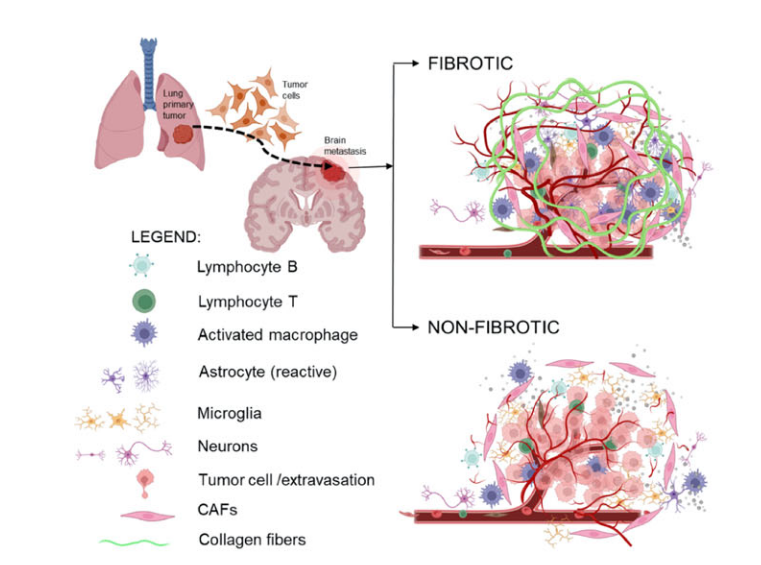 FIBROTIC
Lung
primary
tumor
Tumor
cells
Brain
metastasis
LEGEND:
Lymphocyte B
Lymphocyte T
Activated macrophage
Astrocyte (reactive)
Microglia
Neurons
Tumor cell /extravasation
CAFs
Collagen fibers
NON-FIBROTIC